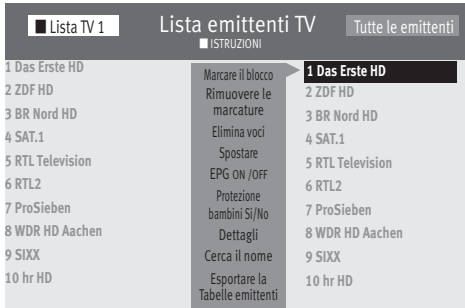 Lista TV 1
Lista emittenti TV
Tutte le emittenti
ISTRUZIONI
1 Das Erste HD
2 ZDF HD
3 BR Nord HD
4 SAT.1
5 RTL Television
6 RTL2
7 ProSieben
8 WDR HD Aachen
9 SIXX
10 hr HD
Marcare il blocco
Rimuovere le
marcature
Elimina voci
Spostare
EPG ON /OFF
Protezione
bambini Si/No
Dettagli
Cerca il nome
Esportare la
Tabelle emittenti
1 Das Erste HD
2 ZDF HD
3 BR Nord HD
4 SAT.1
5 RTL Television
6 RTL2
7 ProSieben
8 WDR HD Aachen
9 SIXX
10 hr HD